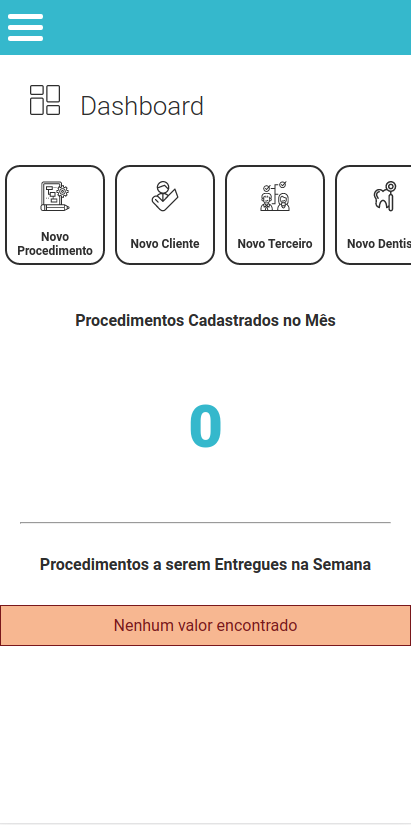 Dashboard
Novo
Procedimento
Novo Cliente
Novo Terceiro
Novo Dentis
Procedimentos Cadastrados no Mês
0
Procedimentos a serem Entregues na Semana
Nenhum valor encontrado